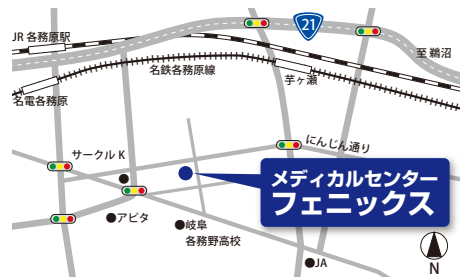 21
JR 各務原駅
至 鵜沼
名鉄各務原線
芋ヶ瀬
名電各務原
にんじん通り
サークル K
メディカルセンター
フェニックス
アピタ
岐阜
各務野高校
JA
N